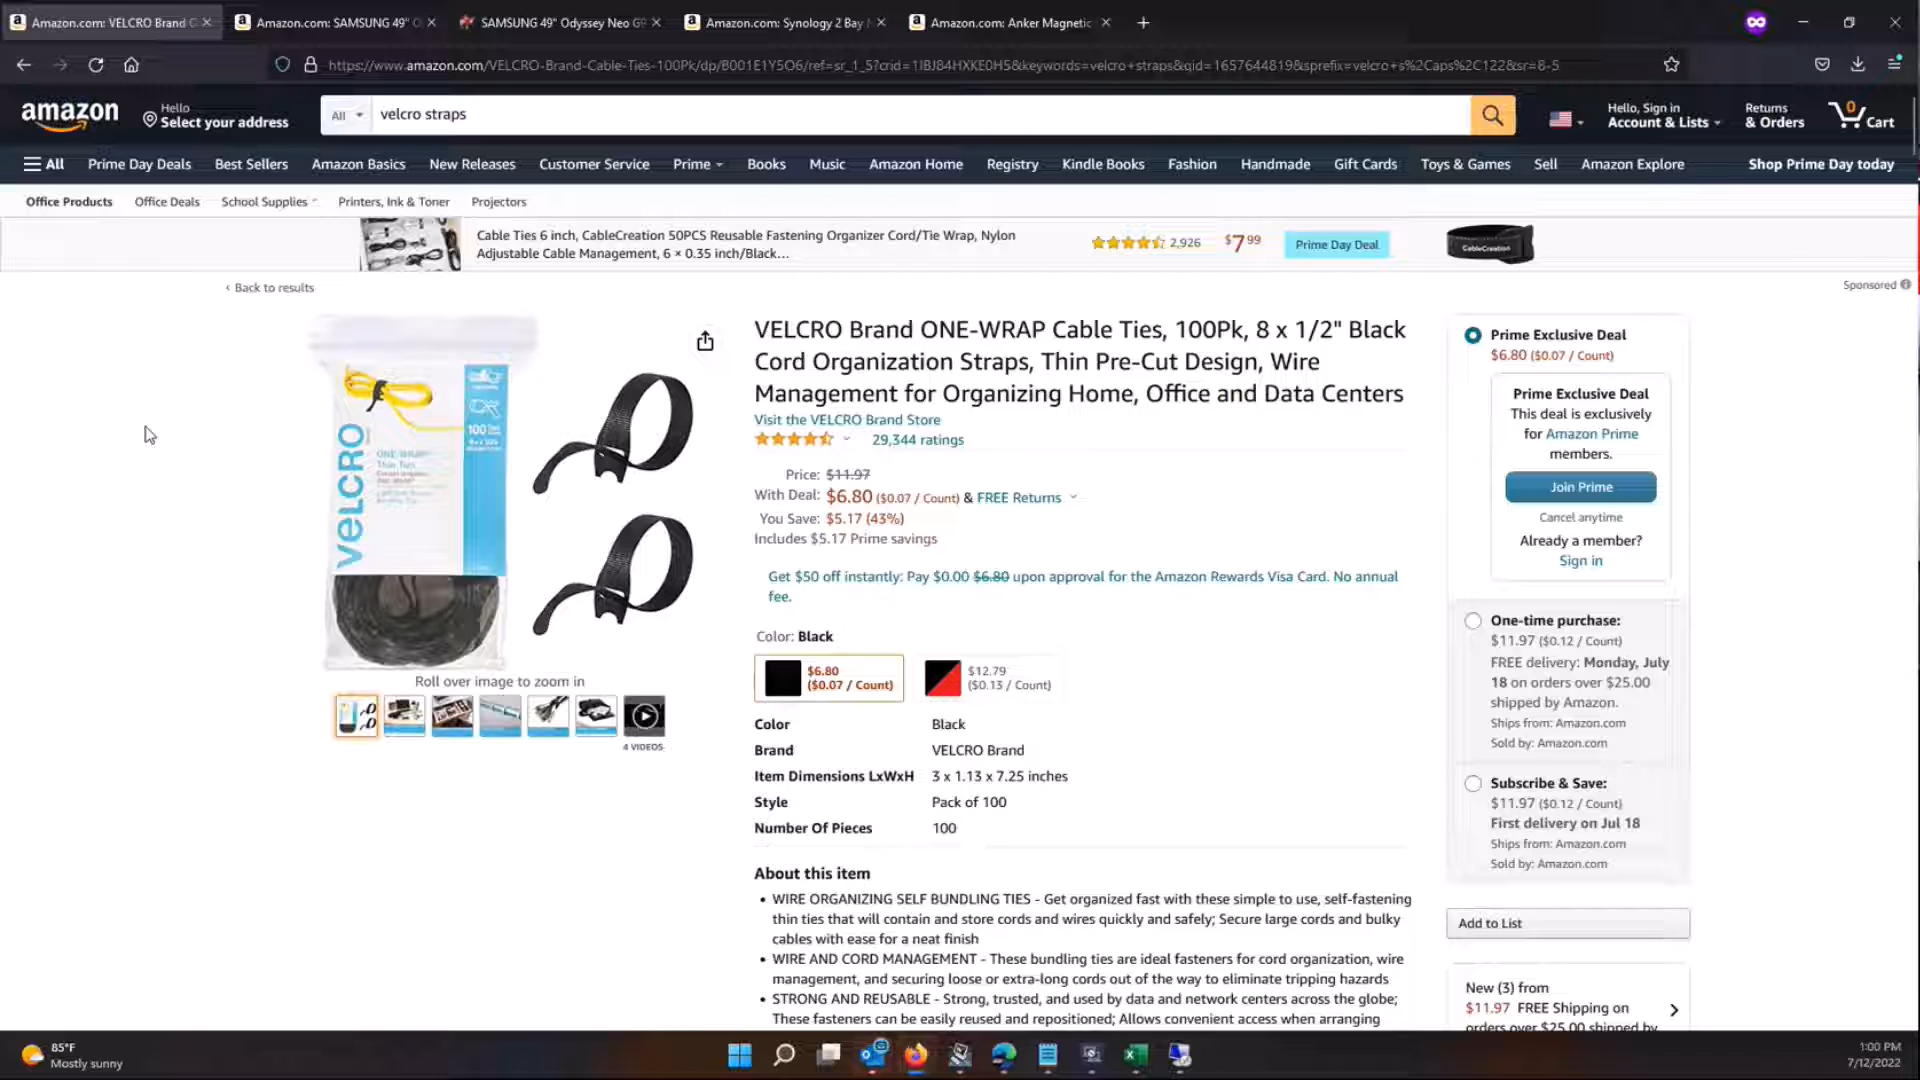 Amazon.com: VELCRO Brand C
Amazon.com: SAMSUNG 49" O
SAMSUNG 49" Odyssey Neo G9
Amazon.com: Synology 2 Bay
Amazon.com: Anker Magnetic
https://www.amazon.com/VELCRO-Brand-Cable-Ties-100Pk/dp/B001E1Y5O6/ref=sr_1_5?crid=1IBJ84HXKE0H5&keywords=velcro+straps&qid=1657644819&sprefix=velcro+s%2Caps%2C122&sr=8-5
amazon
Hello
Select your address
All
velcro straps
Hello, Sign in
Account & Lists
Returns
& Orders
0
Cart
All
Prime Day Deals
Best Sellers
Amazon Basics
New Releases
Customer Service
Prime
Books
Music
Amazon Home
Registry
Kindle Books
Fashion
Handmade
Gift Cards
Toys & Games
Sell
Amazon Explore
Shop Prime Day today
Office Products
Office Deals
School Supplies
Printers, Ink & Toner
Projectors
Cable Ties 6 inch, CableCreation 50PCS Reusable Fastening Organizer Cord/Tie Wrap, Nylon
Adjustable Cable Management, 6 × 0.35 inch/Black...
2,926
$7 99
Prime Day Deal
CableCreation
‹ Back to results
Sponsored
VELCRO
100
ONE-WRAP
Thin Ties
VELCRO Brand ONE-WRAP Cable Ties, 100Pk, 8 x 1/2" Black
Cord Organization Straps, Thin Pre-Cut Design, Wire
Management for Organizing Home, Office and Data Centers
Visit the VELCRO Brand Store
29,344 ratings
Price: $11.97
With Deal: $6.80 ($0.07 / Count) & FREE Returns
You Save: $5.17 (43%)
Includes $5.17 Prime savings
Get $50 off instantly: Pay $0.00 $6.80 upon approval for the Amazon Rewards Visa Card. No annual
fee.
Color: Black
$6.80
($0.07 / Count)
$12.79
($0.13 / Count)
Roll over image to zoom in
4 VIDEOS
Color Black
Brand VELCRO Brand
Item Dimensions LxWxH 3 x 1.13 x 7.25 inches
Style Pack of 100
Number Of Pieces 100
About this item
• WIRE ORGANIZING SELF BUNDLING TIES - Get organized fast with these simple to use, self-fastening
thin ties that will contain and store cords and wires quickly and safely; Secure large cords and bulky
cables with ease for a neat finish
• WIRE AND CORD MANAGEMENT - These bundling ties are ideal fasteners for cord organization, wire
management, and securing loose or extra-long cords out of the way to eliminate tripping hazards
• STRONG AND REUSABLE - Strong, trusted, and used by data and network centers across the globe;
These fasteners can be easily reused and repositioned; Allows convenient access when arranging
Prime Exclusive Deal
$6.80 ($0.07 / Count)
Prime Exclusive Deal
This deal is exclusively
for Amazon Prime
members.
Join Prime
Cancel anytime
Already a member?
Sign in
One-time purchase:
$11.97 ($0.12 / Count)
FREE delivery: Monday, July
18 on orders over $25.00
shipped by Amazon.
Ships from: Amazon.com
Sold by: Amazon.com
Subscribe & Save:
$11.97 ($0.12 / Count)
First delivery on Jul 18
Ships from: Amazon.com
Sold by: Amazon.com
Add to List
New (3) from
$11.97 FREE Shipping on
orders over $25.00 shipped by
85°F
Mostly sunny
1:00 PM
7/12/2022